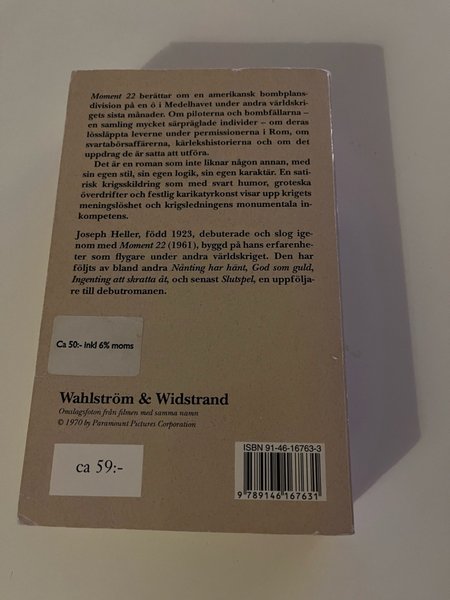 Moment 22 berättar om en amerikansk bombplans-
division på en ö i Medelhavet under andra världskri-
gets sista månader. Om piloterna och bombfällarna –
en samling mycket särpräglade individer – om deras
lössläppta leverne under permissionerna i Rom, om
svartabörsaffärerna, kärlekshistorierna och om det
uppdrag de är satta att utföra.
Det är en roman som inte liknar någon annan, med
sin egen stil, sin egen logik, sin egen karaktär. En sati-
risk krigsskildring som med svart humor, groteska
överdrifter och festlig karikatyrkonst visar upp krigets
meningslöshet och krigsledningens monumentala in-
kompetens.
Joseph Heller, född 1923, debuterade och slog ige-
nom med Moment 22 (1961), byggd på hans erfarenhe-
ter som flygare under andra världskriget. Den har
följts av bland andra Nånting har hänt, God som guld,
Ingenting att skratta åt, och senast Slutspel, en uppfölja-
re till debutromanen.
Ca 50:- inkl 6% moms
Wahlström & Widstrand
Omslagsfoton från filmen med samma namn
© 1970 by Paramount Pictures Corporation
ca 59:-
ISBN 91-46-16763-3
9 789146 167631